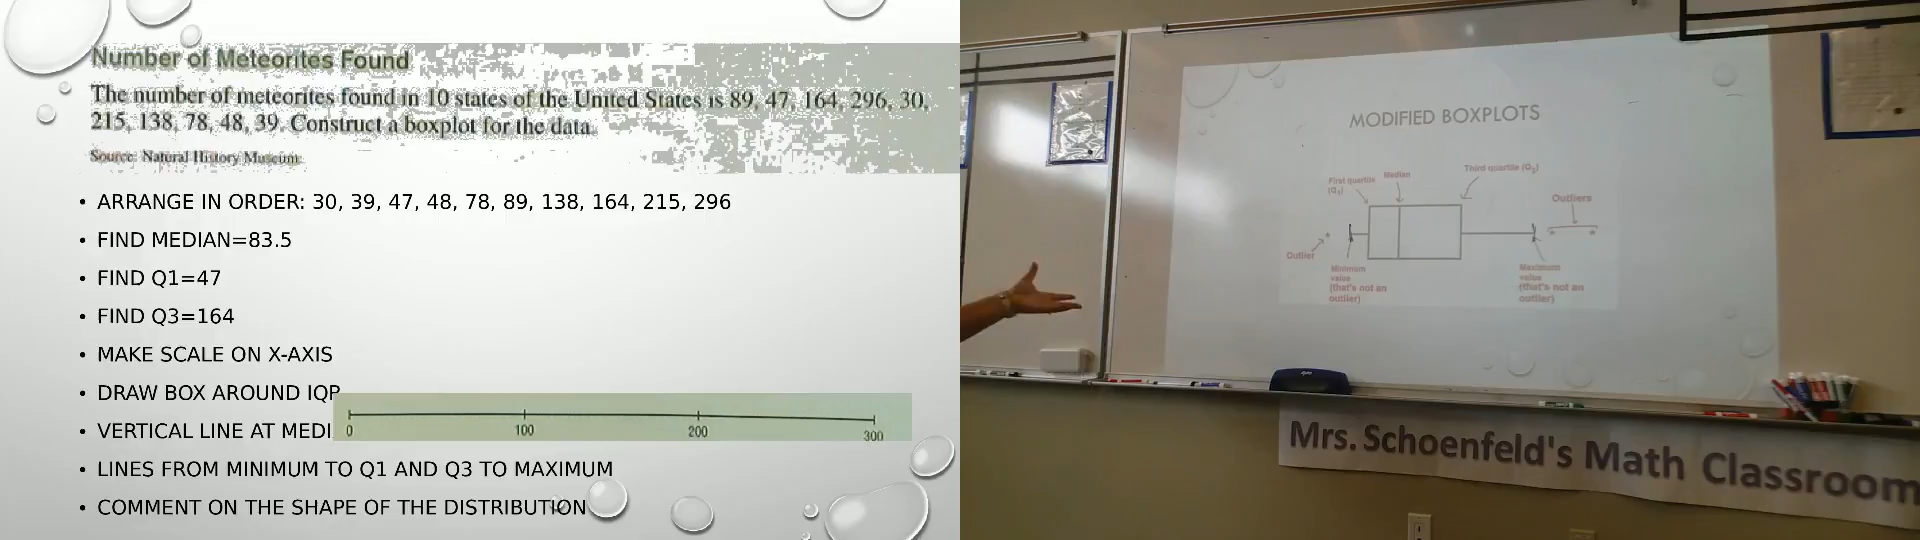 Number of Meteorites Found
The number of meteorites found in 10 states of the United States is 89, 47, 164, 296, 30,
215, 138, 78, 48, 39. Construct a boxplot for the data.
Source: Natural History Museum.
• ARRANGE IN ORDER: 30, 39, 47, 48, 78, 89, 138, 164, 215, 296
• FIND MEDIAN=83.5
• FIND Q1=47
• FIND Q3=164
• MAKE SCALE ON X-AXIS
• DRAW BOX AROUND IQR
• VERTICAL LINE AT MEDI
0 100 200 300
• LINES FROM MINIMUM TO Q1 AND Q3 TO MAXIMUM
• COMMENT ON THE SHAPE OF THE DISTRIBUTION
MODIFIED BOXPLOTS
First quartile
(Q1)
Median
Third quartile (Q3)
Outliers
Outlier
Minimum
value
(that's not an
outlier)
Maximum
value
(that's not an
outlier)
Mrs. Schoenfeld's Math Classroom